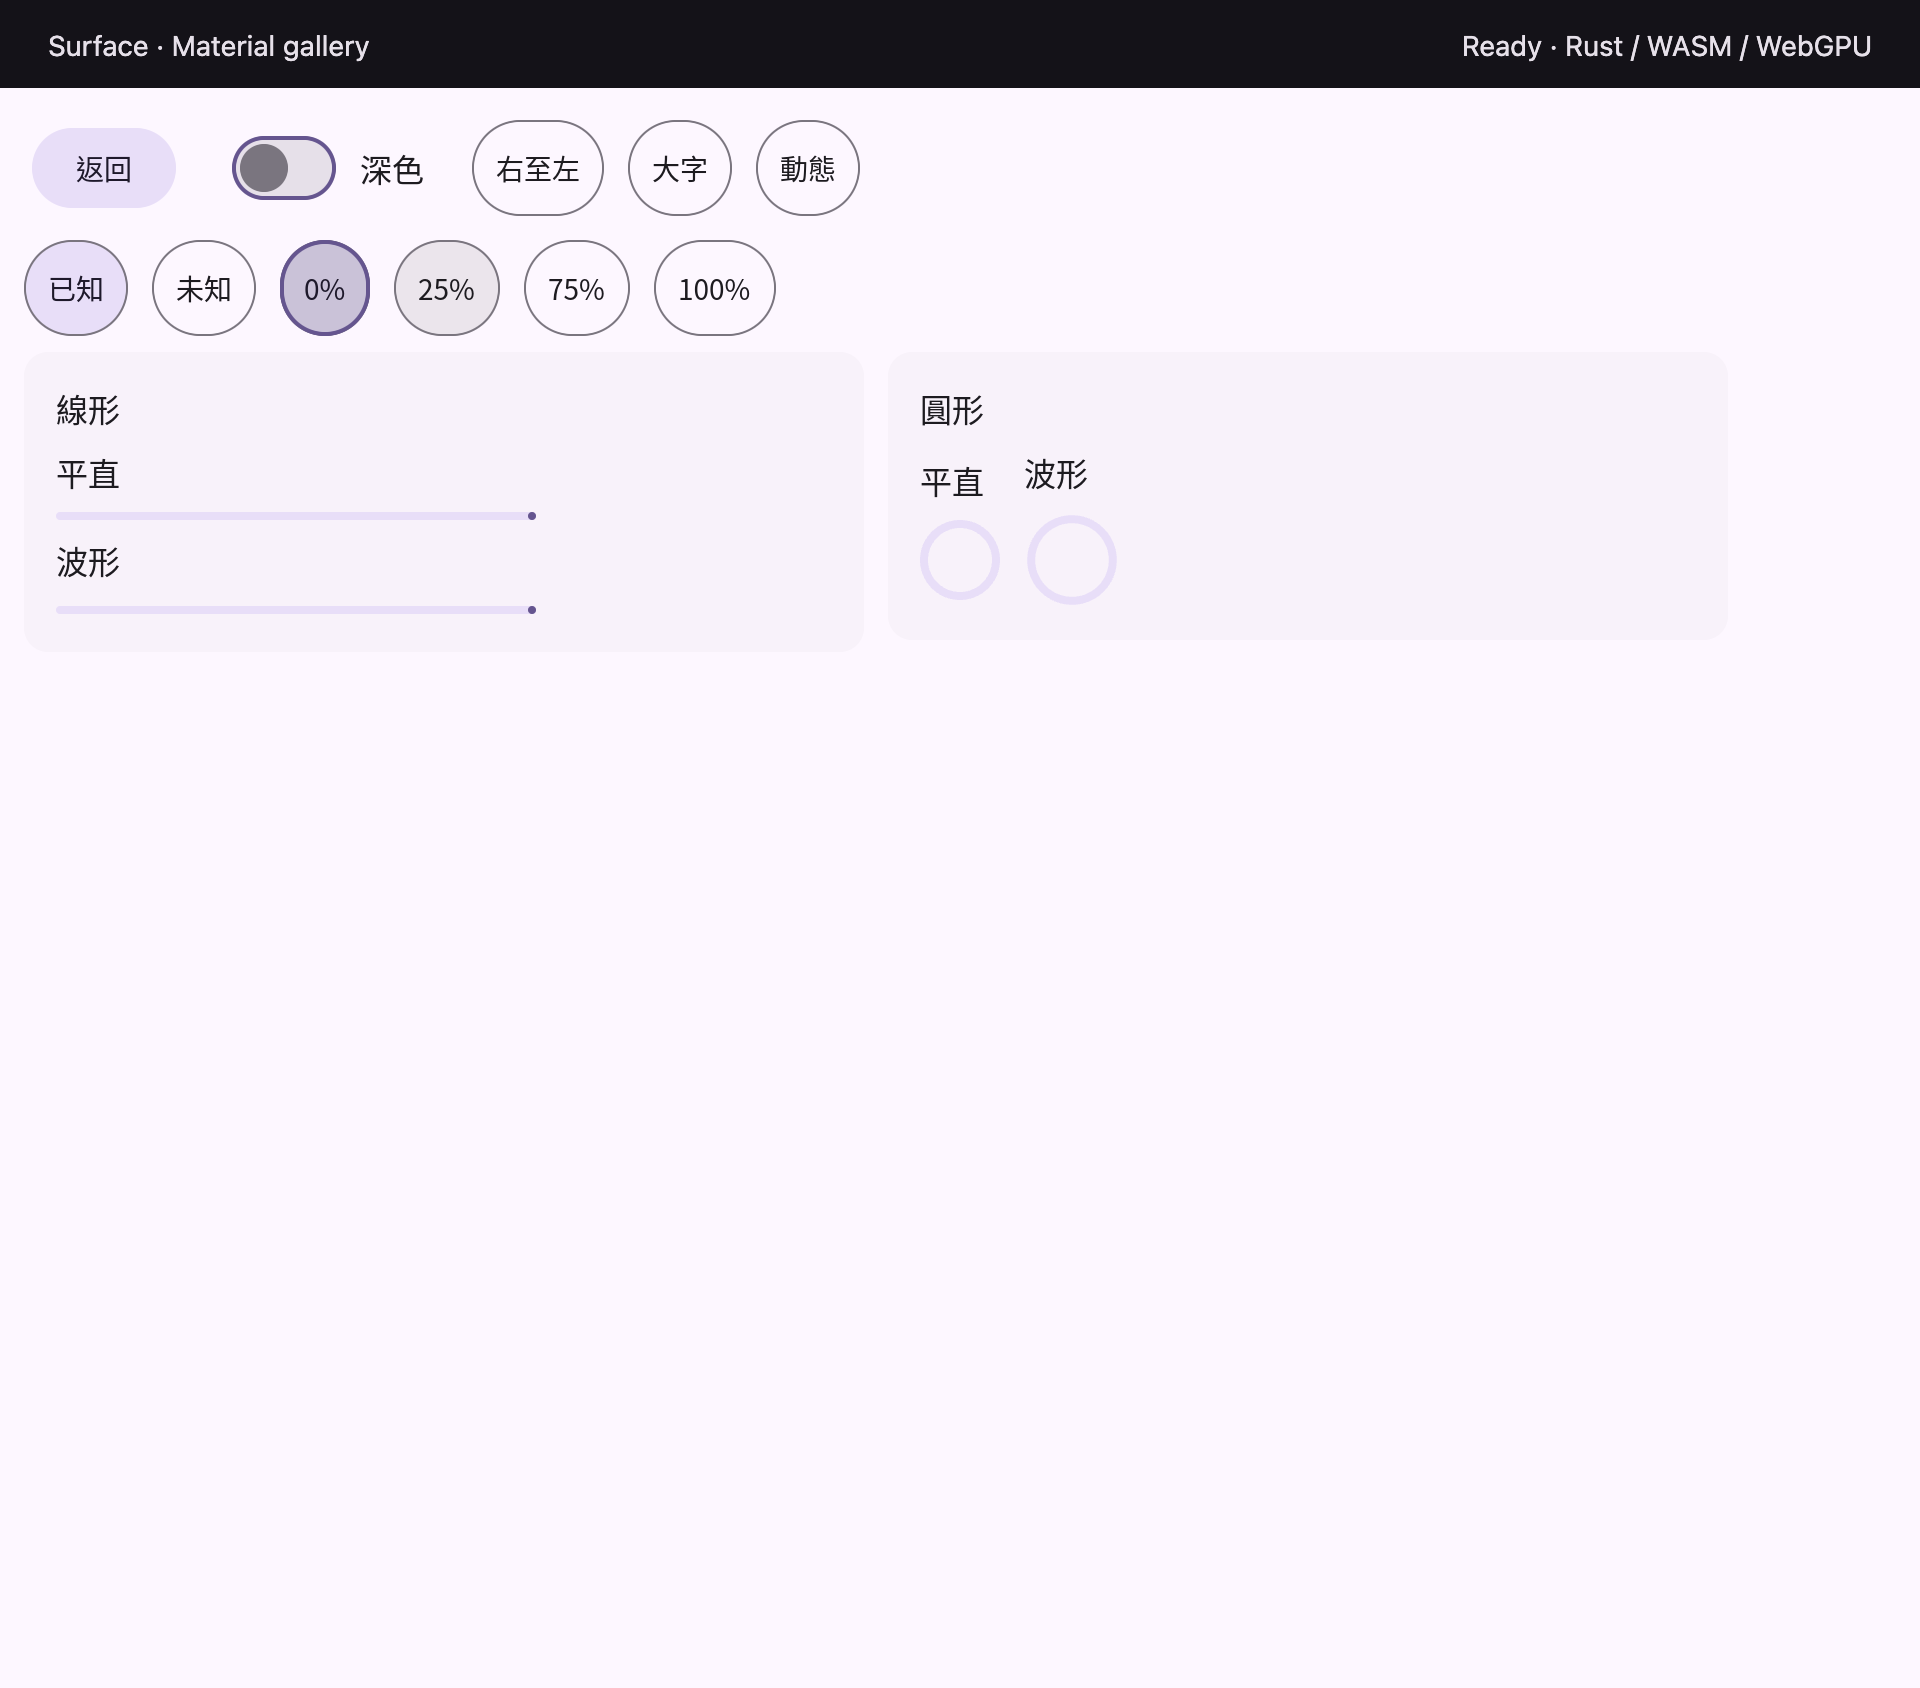 Surface · Material gallery
Ready · Rust / WASM / WebGPU
返回 深色 右至左 大字 動態
已知 未知 0% 25% 75% 100%
線形
平直
波形
圓形
平直 波形